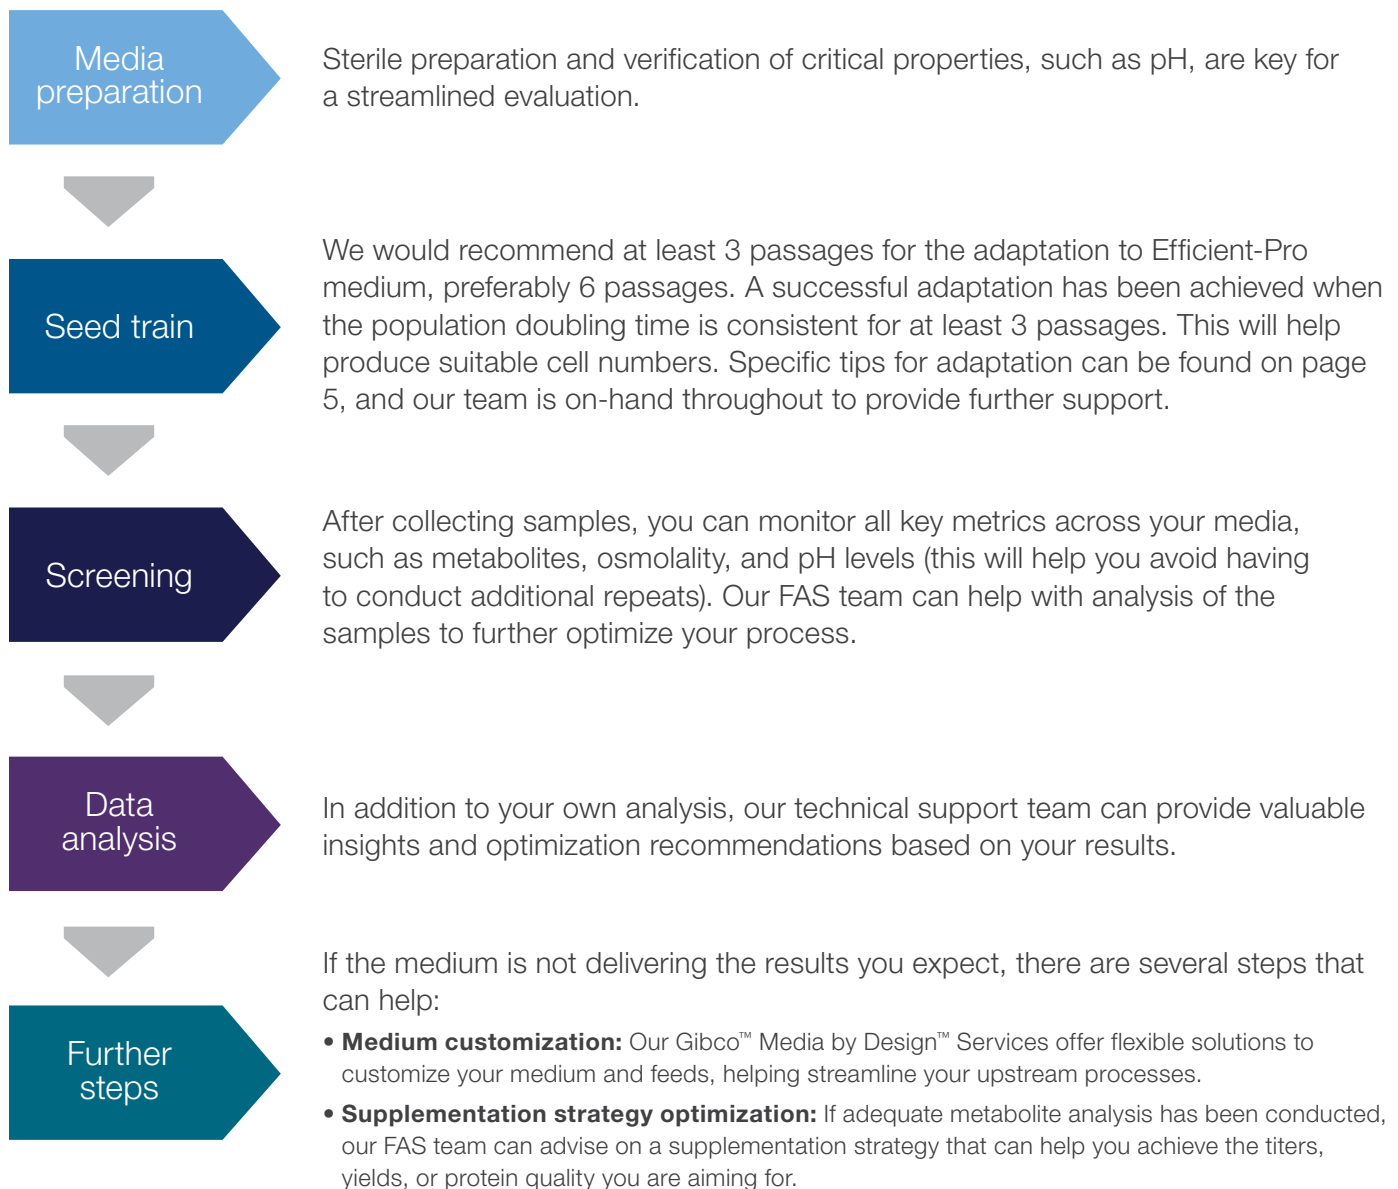 Media
preparation
Sterile preparation and verification of critical properties, such as pH, are key for
a streamlined evaluation.
Seed train
We would recommend at least 3 passages for the adaptation to Efficient-Pro
medium, preferably 6 passages. A successful adaptation has been achieved when
the population doubling time is consistent for at least 3 passages. This will help
produce suitable cell numbers. Specific tips for adaptation can be found on page
5, and our team is on-hand throughout to provide further support.
Screening
After collecting samples, you can monitor all key metrics across your media,
such as metabolites, osmolality, and pH levels (this will help you avoid having
to conduct additional repeats). Our FAS team can help with analysis of the
samples to further optimize your process.
Data
analysis
In addition to your own analysis, our technical support team can provide valuable
insights and optimization recommendations based on your results.
Further
steps
If the medium is not delivering the results you expect, there are several steps that
can help:
• Medium customization: Our Gibco™ Media by Design™ Services offer flexible solutions to
customize your medium and feeds, helping streamline your upstream processes.
• Supplementation strategy optimization: If adequate metabolite analysis has been conducted,
our FAS team can advise on a supplementation strategy that can help you achieve the titers,
yields, or protein quality you are aiming for.